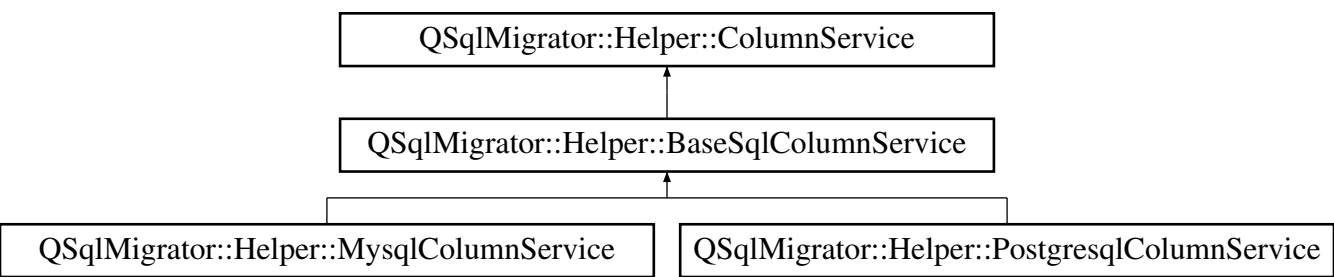 QSqlMigrator::Helper::ColumnService
QSqlMigrator::Helper::BaseSqlColumnService
QSqlMigrator::Helper::MysqlColumnService
QSqlMigrator::Helper::PostgresqlColumnService